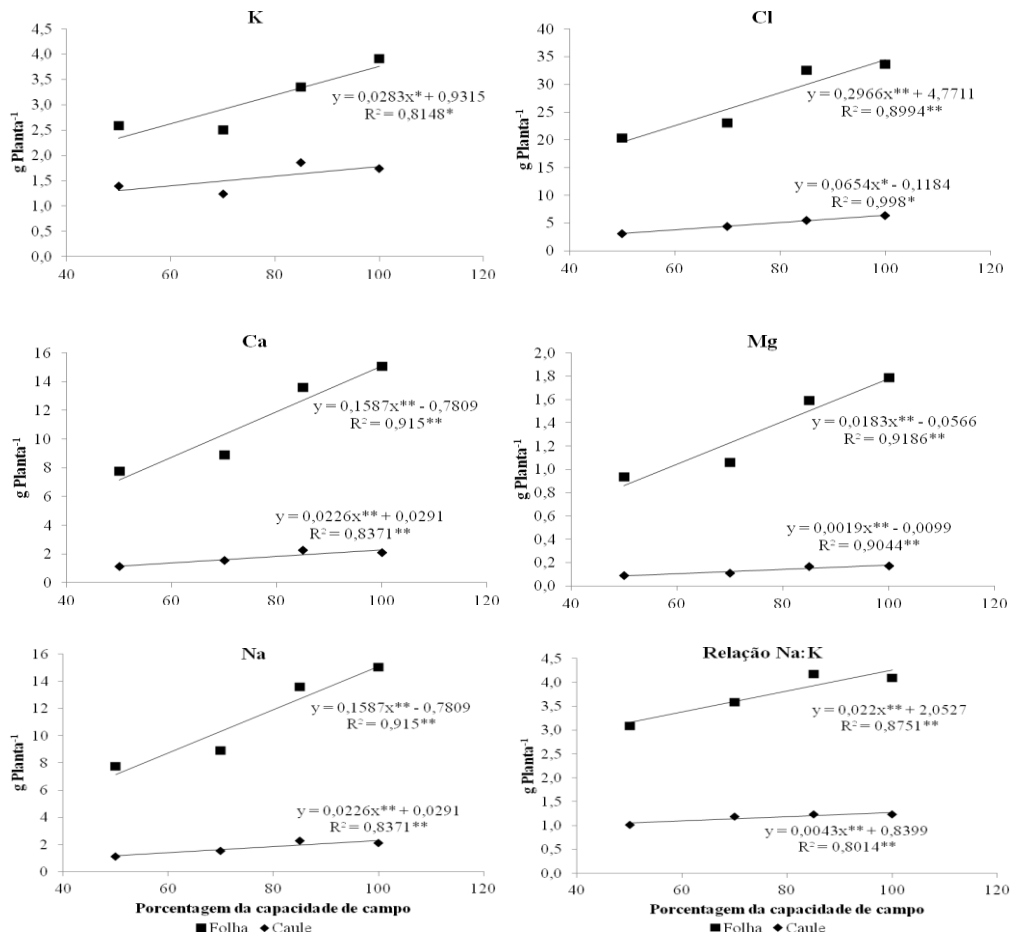 K
4,5
4,0
3,5
3,0
2,5
2,0
1,5
1,0
0,5
0,0
g Planta⁻¹
y = 0,0283x* + 0,9315
R² = 0,8148*
40 60 80 100 120
Cl
40
35
30
25
20
15
10
5
0
g Planta⁻¹
y = 0,2966x** + 4,7711
R² = 0,8994**
y = 0,0654x* - 0,1184
R² = 0,998*
40 60 80 100 120
Ca
16
14
12
10
8
6
4
2
0
g Planta⁻¹
y = 0,1587x** - 0,7809
R² = 0,915**
y = 0,0226x** + 0,0291
R² = 0,8371**
40 60 80 100 120
Mg
2,0
1,8
1,6
1,4
1,2
1,0
0,8
0,6
0,4
0,2
0,0
g Planta⁻¹
y = 0,0183x** - 0,0566
R² = 0,9186**
y = 0,0019x** - 0,0099
R² = 0,9044**
40 60 80 100 120
Na
16
14
12
10
8
6
4
2
0
g Planta⁻¹
y = 0,1587x** - 0,7809
R² = 0,915**
y = 0,0226x** + 0,0291
R² = 0,8371**
40 60 80 100 120
Porcentagem da capacidade de campo
Folha Caule
Relação Na:K
4,5
4,0
3,5
3,0
2,5
2,0
1,5
1,0
0,5
0,0
g Planta⁻¹
y = 0,022x** + 2,0527
R² = 0,8751**
y = 0,0043x** + 0,8399
R² = 0,8014**
40 60 80 100 120
Porcentagem da capacidade de campo
Folha Caule